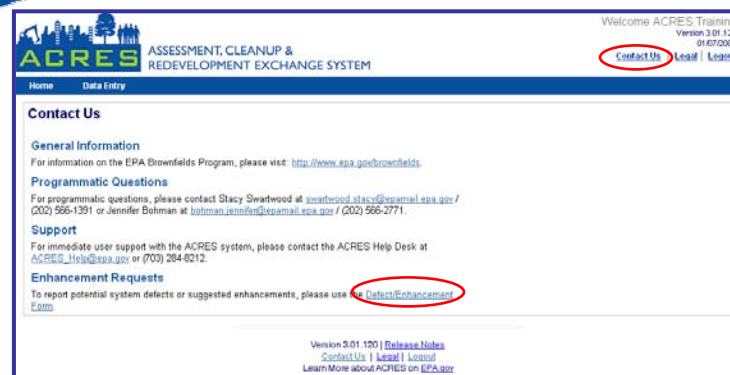 Welcome ACRES Trainin
Version 3.01.12
01/07/200
ACRES
ASSESSMENT, CLEANUP &
REDEVELOPMENT EXCHANGE SYSTEM
Contact Us | Legal | Logou
Home Data Entry
Contact Us
General Information
For information on the EPA Brownfields Program, please visit: http://www.epa.gov/brownfields.
Programmatic Questions
For programmatic questions, please contact Stacy Swartwood at swartwood.stacy@epamail.epa.gov /
(202) 566-1391 or Jennifer Bohman at bohman.jennifer@epamail.epa.gov / (202) 566-2771.
Support
For immediate user support with the ACRES system, please contact the ACRES Help Desk at
ACRES_Help@epa.gov or (703) 284-8212.
Enhancement Requests
To report potential system defects or suggested enhancements, please use the Defect/Enhancement
Form.
Version 3.01.120 | Release Notes
Contact Us | Legal | Logout
Learn More about ACRES on EPA.gov